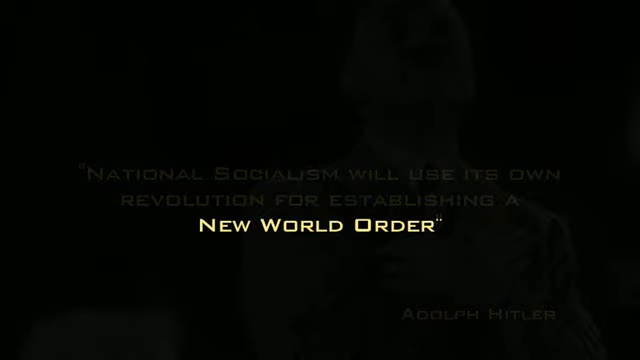 "National Socialism will use its own
revolution for establishing a
New World Order"
Adolph Hitler